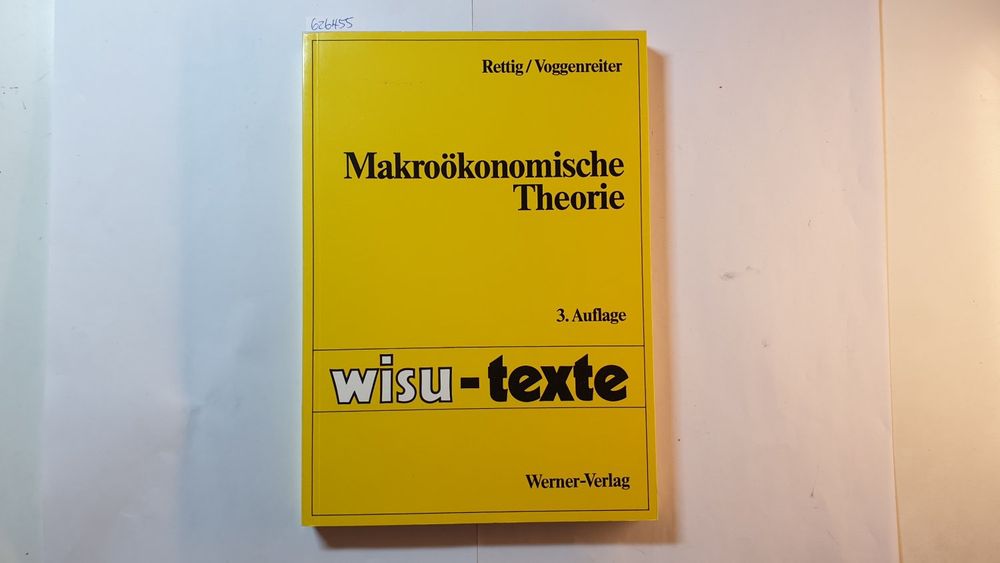 626455
Rettig / Voggenreiter
Makroökonomische
Theorie
3. Auflage
wisu-texte
Werner-Verlag